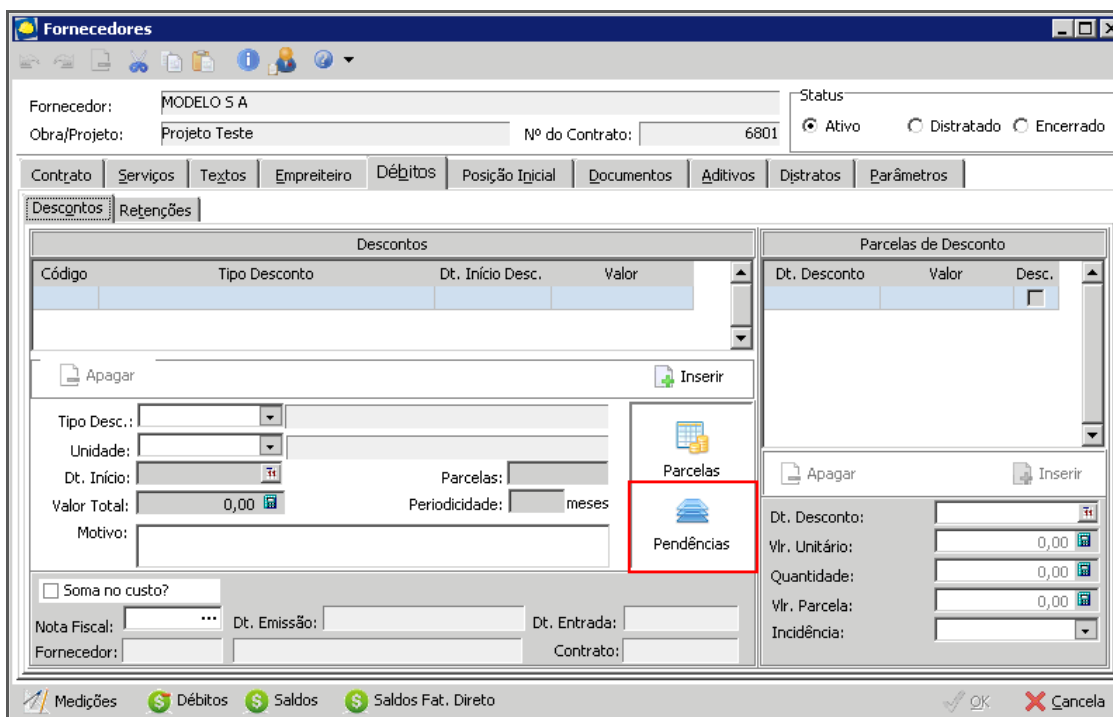 Fornecedores
Fornecedor: MODELO S A
Status
Obra/Projeto: Projeto Teste Nº do Contrato: 6801
Ativo Distratado Encerrado
Contrato Serviços Textos Empreiteiro Débitos Posição Inicial Documentos Aditivos Distratos Parâmetros
Descontos Retenções
Descontos
Código Tipo Desconto Dt. Início Desc. Valor
Apagar Inserir
Tipo Desc.:
Unidade:
Dt. Início: Parcelas:
Valor Total: 0,00 Periodicidade: meses
Motivo:
Parcelas
Pendências
Soma no custo?
Nota Fiscal: ... Dt. Emissão: Dt. Entrada:
Fornecedor: Contrato:
Parcelas de Desconto
Dt. Desconto Valor Desc.
Apagar Inserir
Dt. Desconto:
Vlr. Unitário: 0,00
Quantidade: 0,00
Vlr. Parcela: 0,00
Incidência:
Medições Débitos Saldos Saldos Fat. Direto OK Cancela